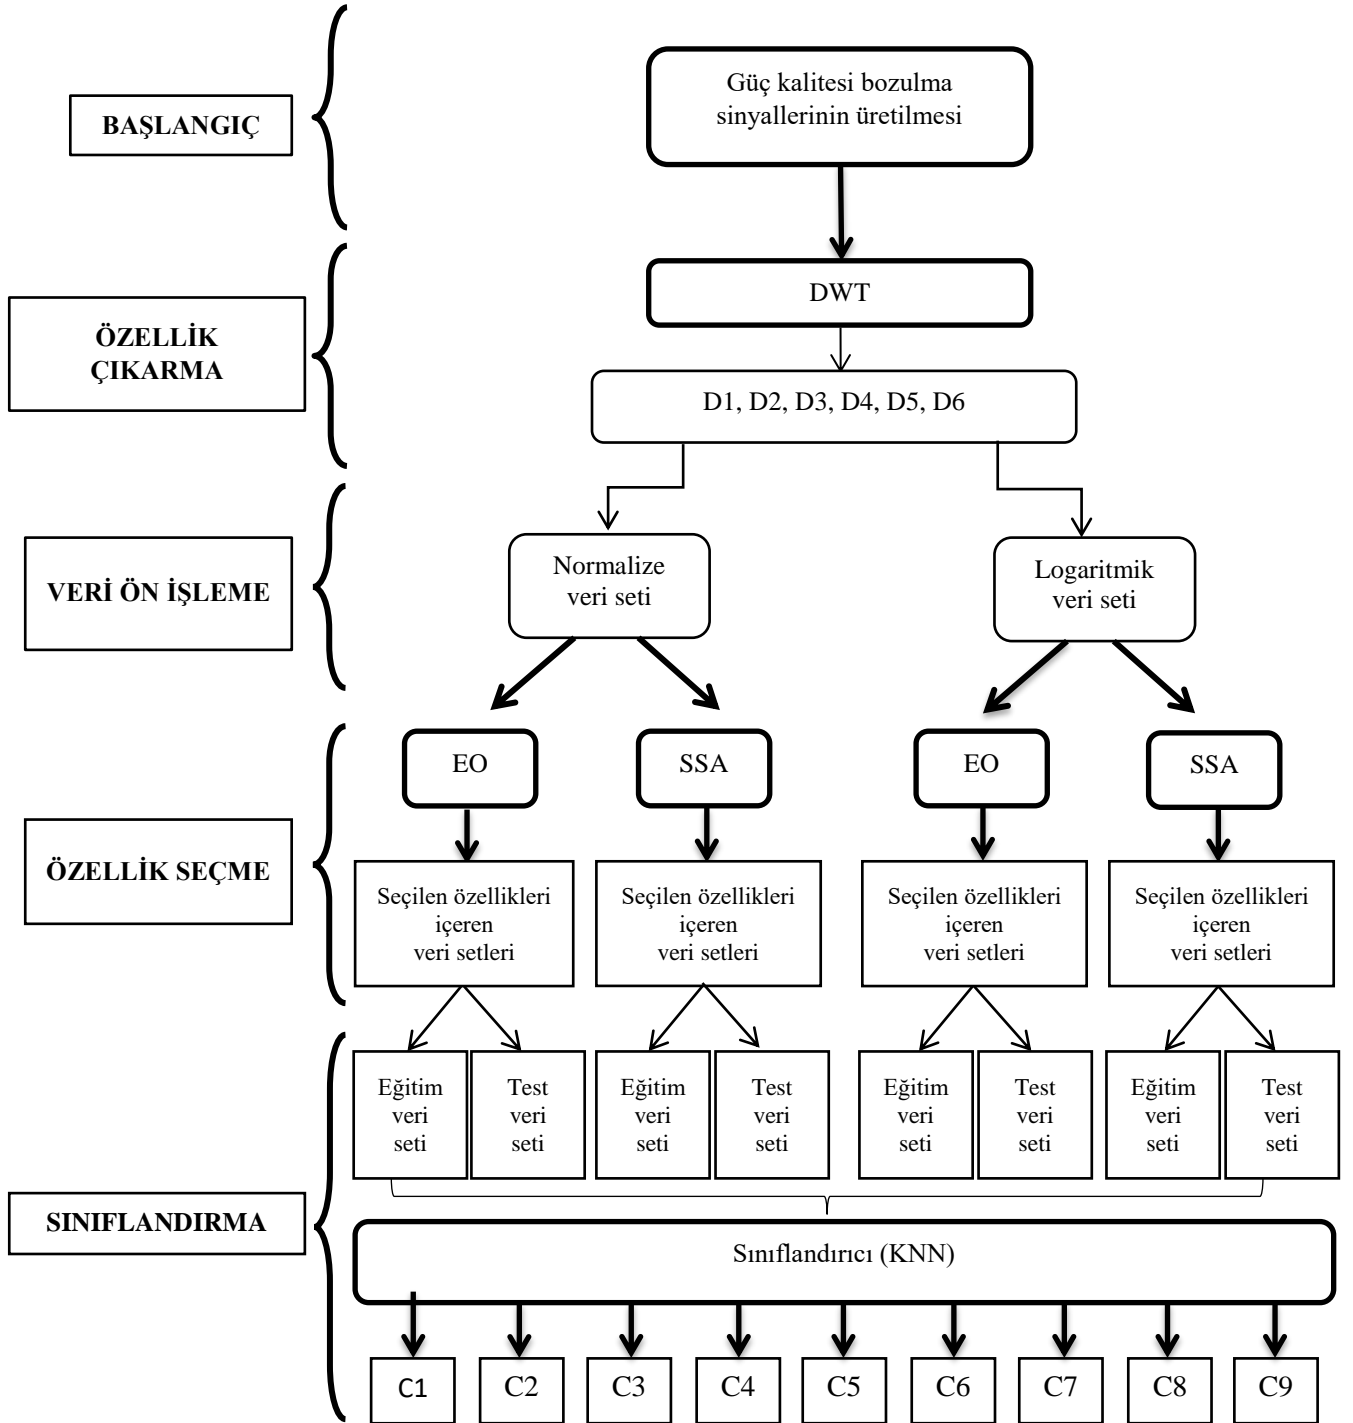 BAŞLANGIÇ
Güç kalitesi bozulma
sinyallerinin üretilmesi
ÖZELLİK
ÇIKARMA
DWT
D1, D2, D3, D4, D5, D6
VERİ ÖN İŞLEME
Normalize
veri seti
Logaritmik
veri seti
ÖZELLİK SEÇME
EO
SSA
EO
SSA
Seçilen özellikleri
içeren
veri setleri
Seçilen özellikleri
içeren
veri setleri
Seçilen özellikleri
içeren
veri setleri
Seçilen özellikleri
içeren
veri setleri
SINIFLANDIRMA
Eğitim
veri
seti
Test
veri
seti
Eğitim
veri
seti
Test
veri
seti
Eğitim
veri
seti
Test
veri
seti
Eğitim
veri
seti
Test
veri
seti
Sınıflandırıcı (KNN)
C1
C2
C3
C4
C5
C6
C7
C8
C9